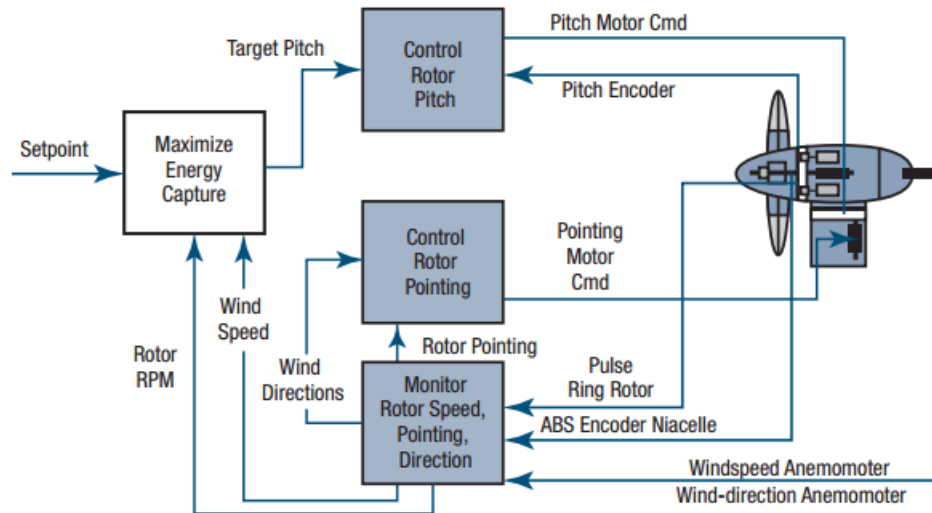 Pitch Motor Cmd
Target Pitch
Control
Rotor
Pitch
Pitch Encoder
Setpoint
Maximize
Energy
Capture
Control
Rotor
Pointing
Pointing
Motor
Cmd
Wind
Speed
Rotor
RPM
Wind
Directions
Rotor Pointing
Monitor
Rotor Speed,
Pointing,
Direction
Pulse
Ring Rotor
ABS Encoder Niacelle
Windspeed Anemomoter
Wind-direction Anemomoter